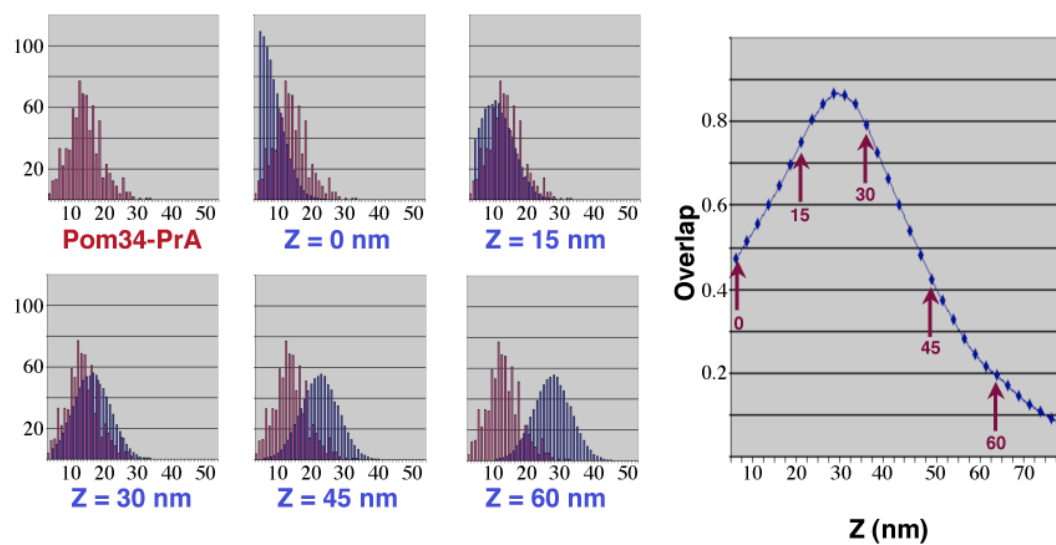 100
60
20
10 20 30 40 50
Pom34-PrA
10 20 30 40 50
Z = 0 nm
10 20 30 40 50
Z = 15 nm
100
60
20
10 20 30 40 50
Z = 30 nm
10 20 30 40 50
Z = 45 nm
10 20 30 40 50
Z = 60 nm
Overlap
0.8
0.6
0.4
0.2
0
15
30
45
60
10 20 30 40 50 60 70
Z (nm)